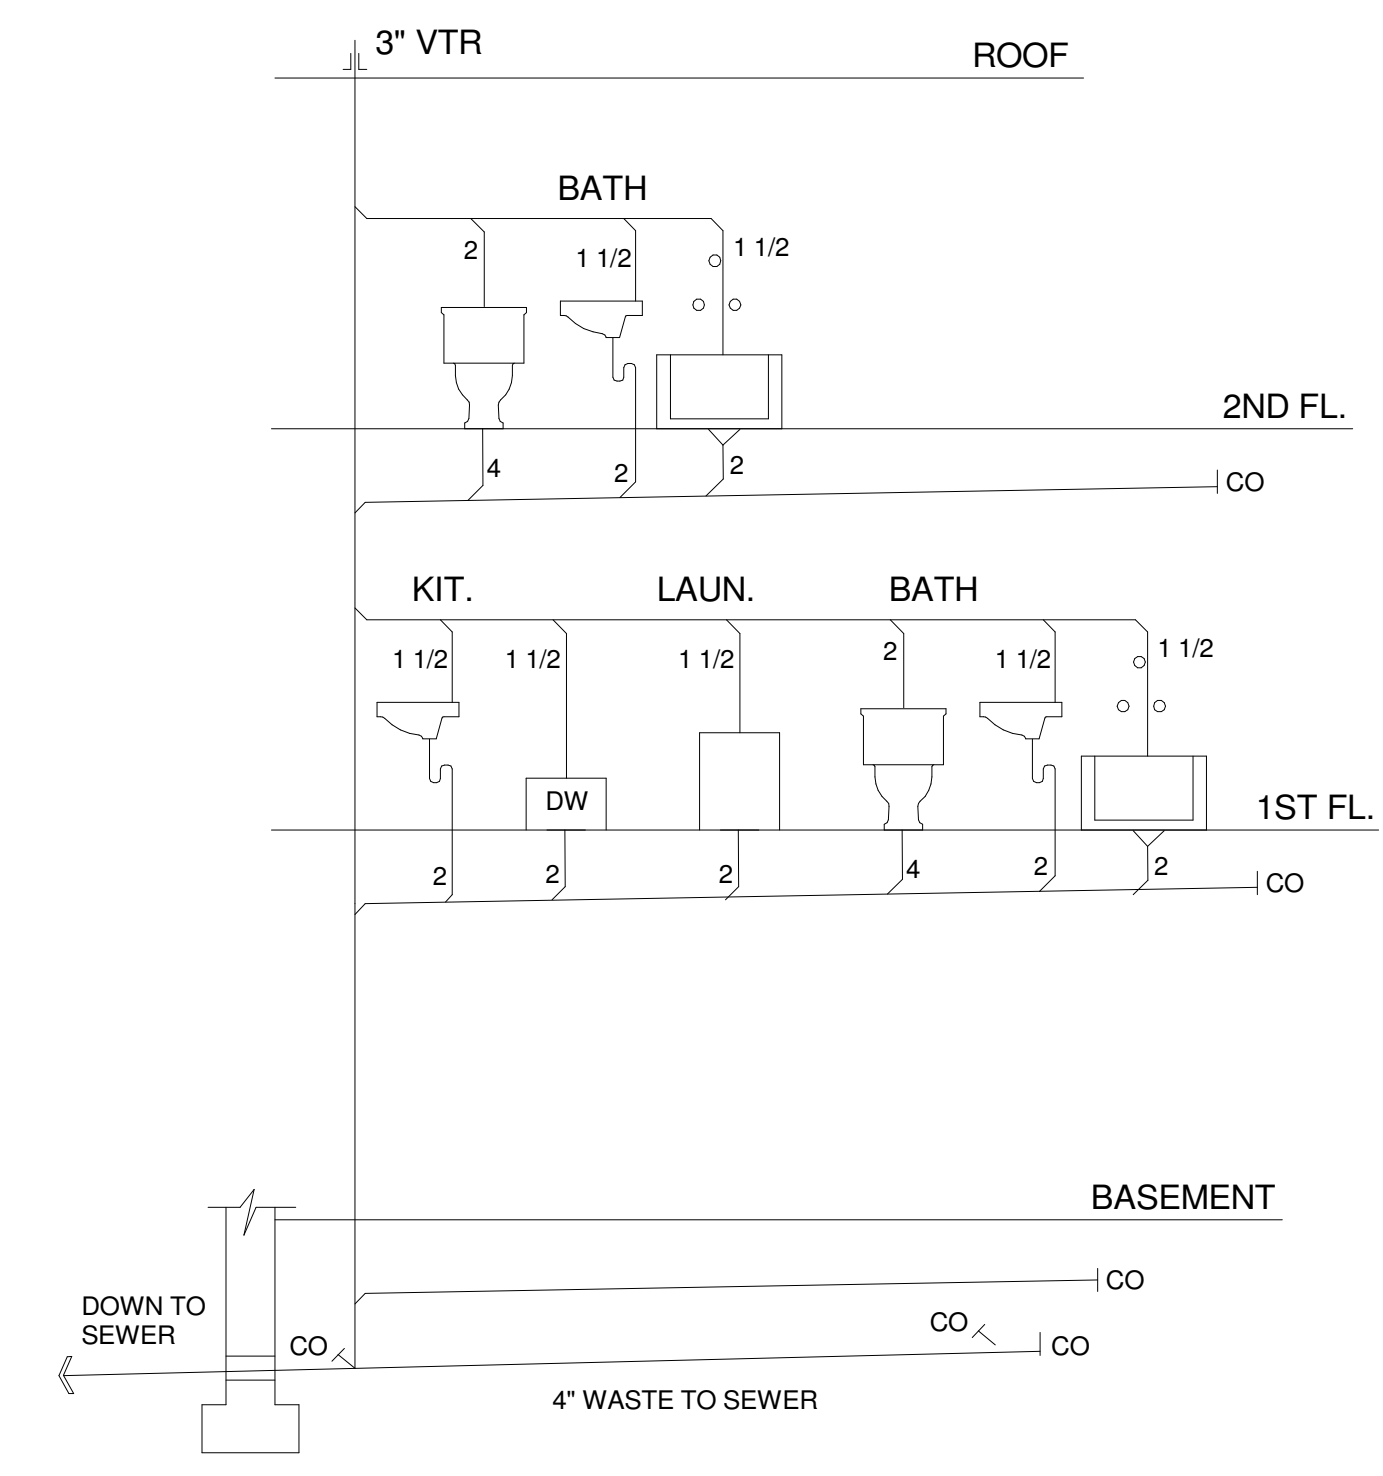 3" VTR
ROOF
BATH
2
1 1/2
1 1/2
2ND FL.
4
2
2
CO
KIT.
LAUN.
BATH
1 1/2
1 1/2
1 1/2
2
1 1/2
1 1/2
DW
1ST FL.
2
2
2
4
2
2
CO
BASEMENT
CO
DOWN TO
SEWER
CO
CO
CO
4" WASTE TO SEWER